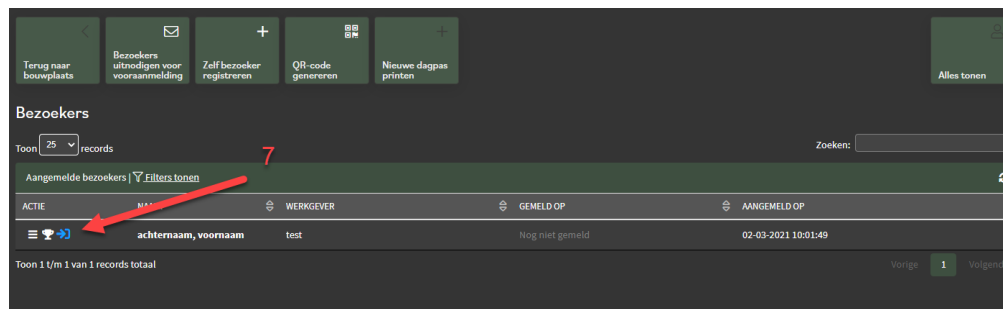 Terug naar
bouwplaats
Bezoekers
uitnodigen voor
vooraanmelding
Zelf bezoeker
registreren
QR-code
genereren
Nieuwe dagpas
printen
Alles tonen
Bezoekers
Toon 25 records
Zoeken:
7
Aangemelde bezoekers | Filters tonen
ACTIE WERKGEVER GEMELD OP AANGEMELD OP
achternaam, voornaam test Nog niet gemeld 02-03-2021 10:01:49
Toon 1 t/m 1 van 1 records totaal Vorige 1